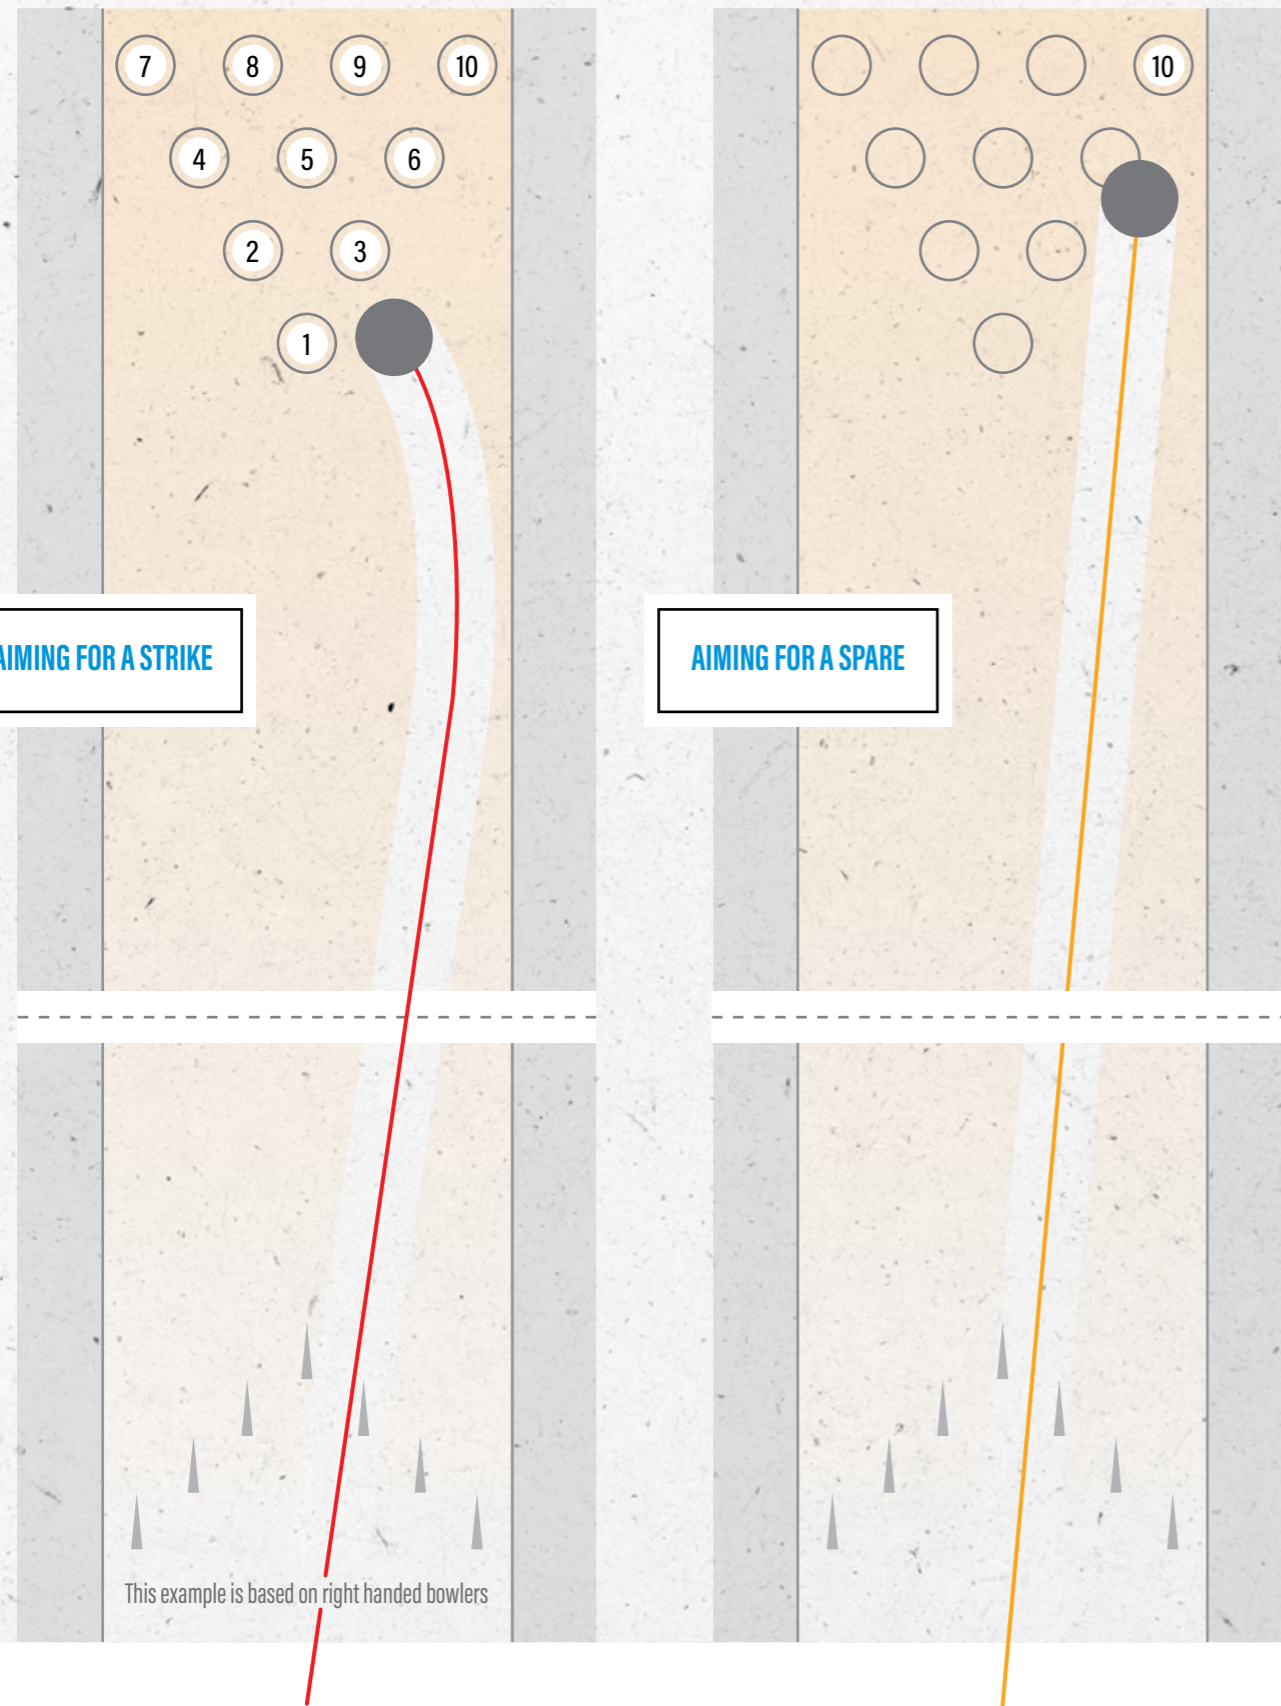 7 8 9 10
10
4 5 6
2 3
1
AIMING FOR A STRIKE
AIMING FOR A SPARE
This example is based on right handed bowlers